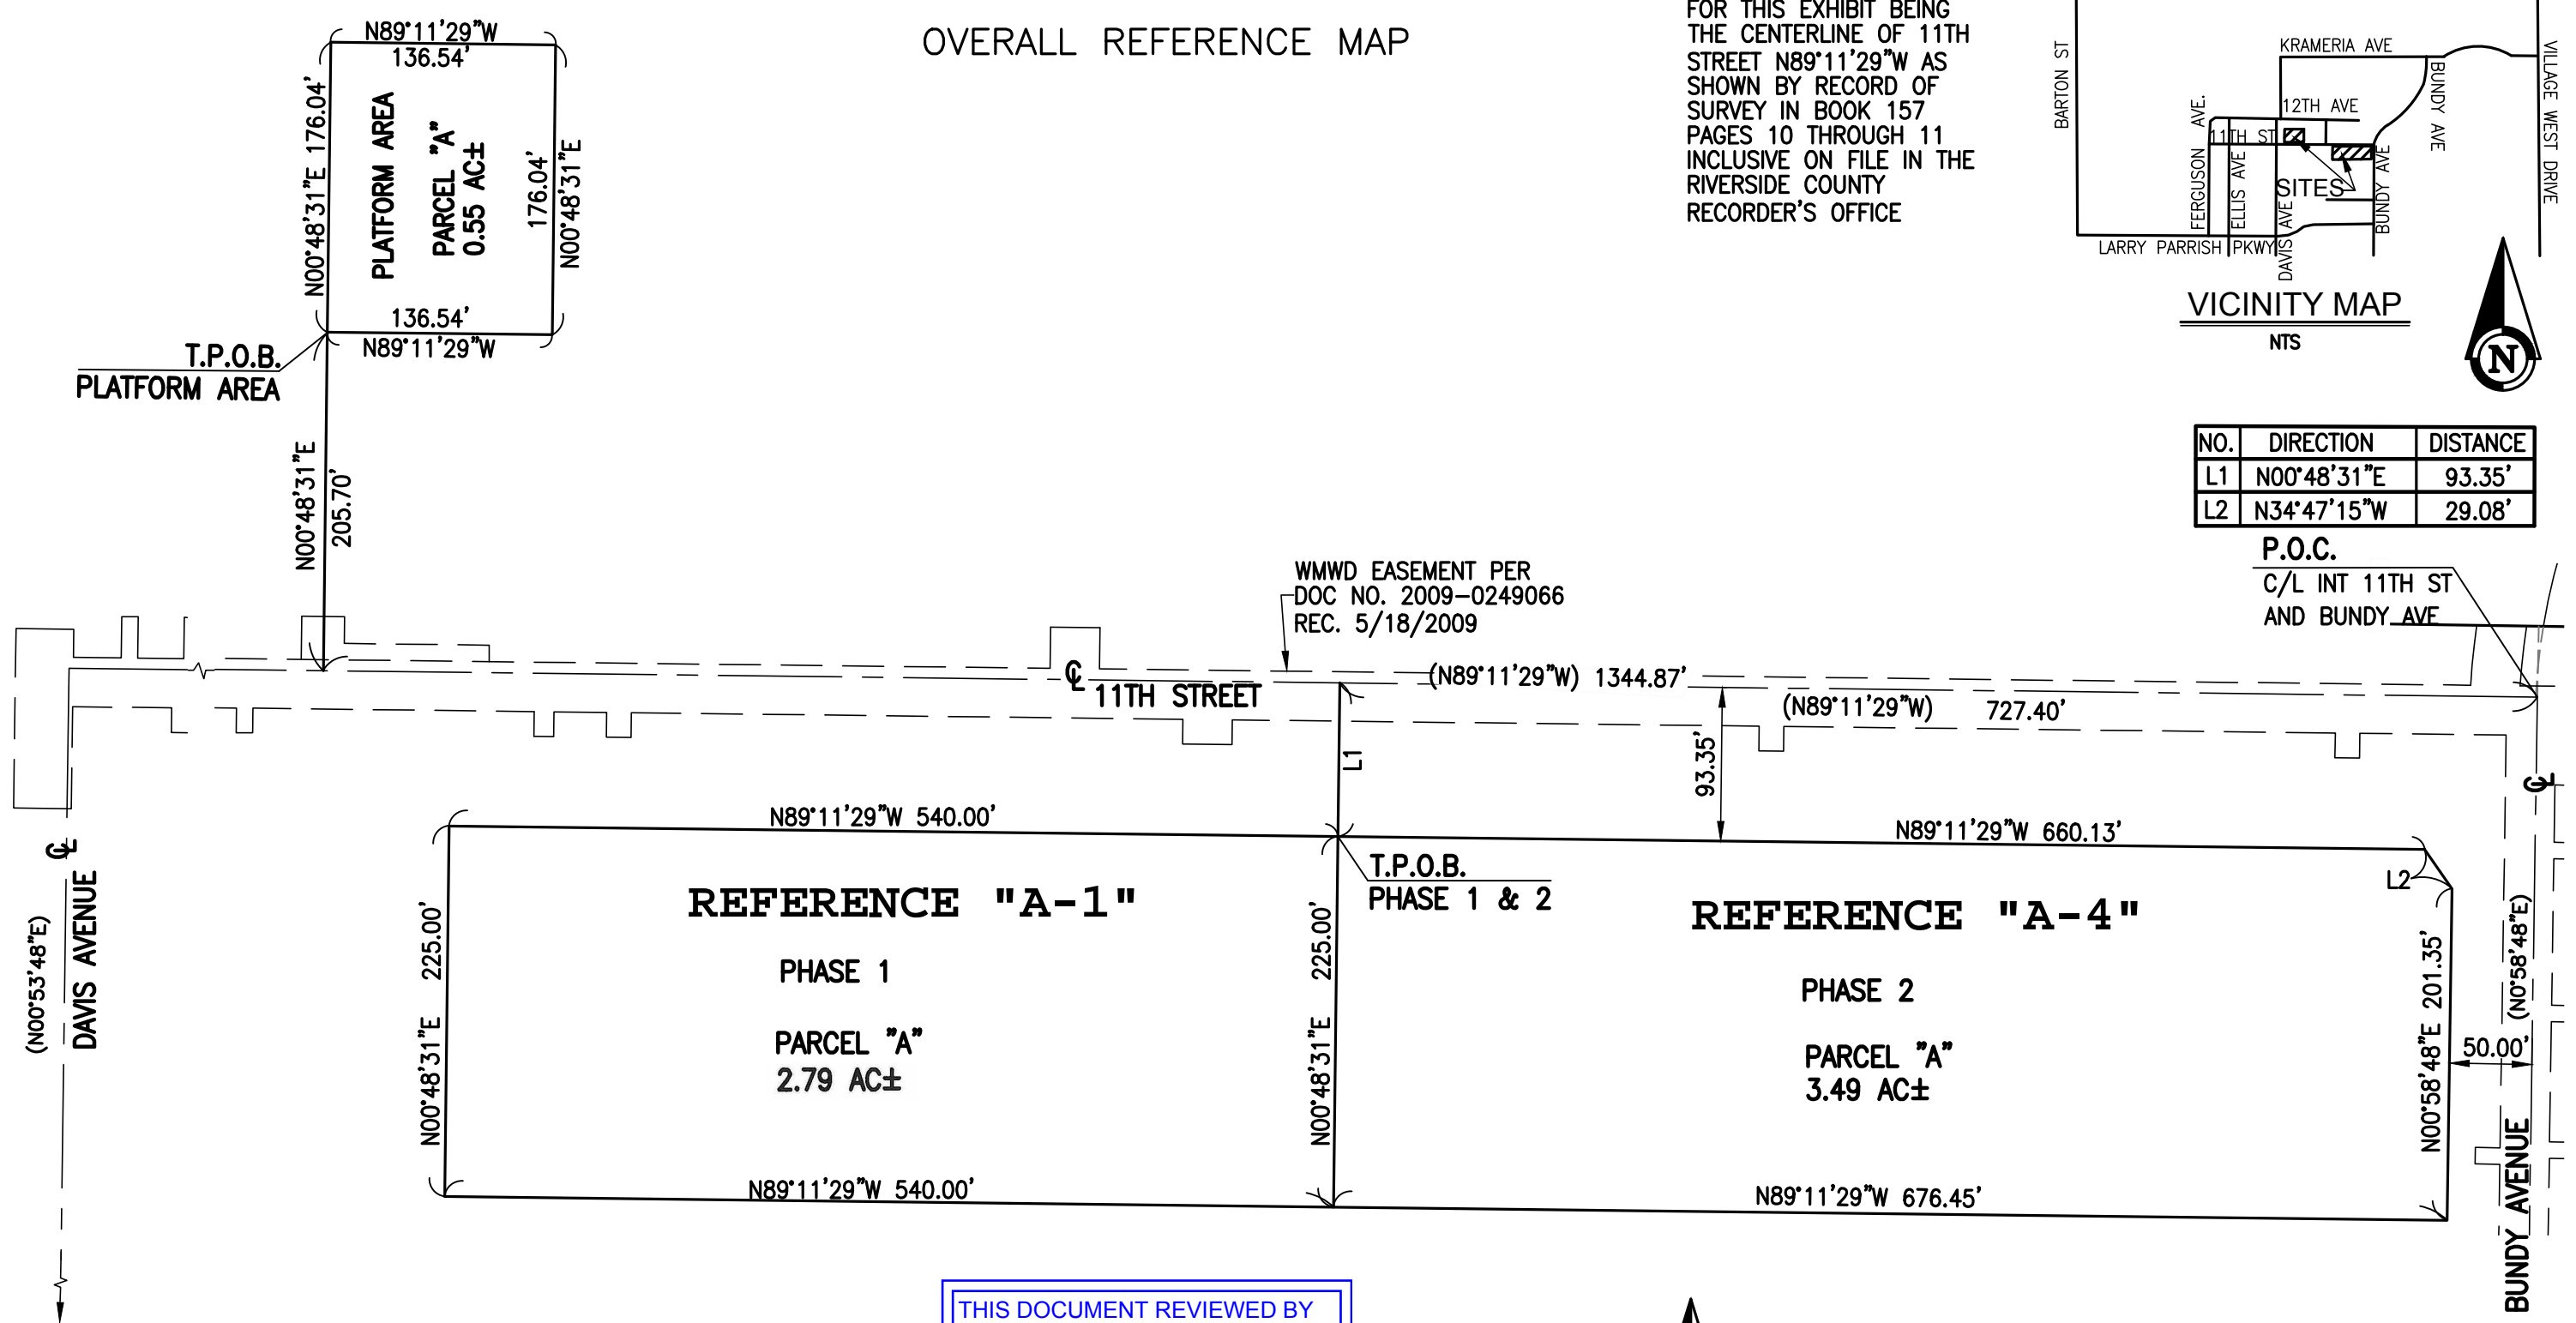 OVERALL REFERENCE MAP
N89°11'29"W
136.54'
N00°48'31"E 176.04'
PLATFORM AREA
PARCEL "A"
0.55 AC±
176.04'
N00°48'31"E
136.54'
N89°11'29"W
T.P.O.B.
PLATFORM AREA
N00°48'31"E
205.70'
FOR THIS EXHIBIT BEING
THE CENTERLINE OF 11TH
STREET N89°11'29"W AS
SHOWN BY RECORD OF
SURVEY IN BOOK 157
PAGES 10 THROUGH 11
INCLUSIVE ON FILE IN THE
RIVERSIDE COUNTY
RECORDER'S OFFICE
BARTON ST
KRAMERIA AVE
BUNDY AVE
VILLAGE WEST DRIVE
12TH AVE
FERGUSON AVE.
11TH ST
ELLIS AVE
SITES
DAVIS AVE
BUNDY AVE
LARRY PARRISH PKWY
VICINITY MAP
NTS
N
NO. DIRECTION DISTANCE
L1 N00°48'31"E 93.35'
L2 N34°47'15"W 29.08'
P.O.C.
C/L INT 11TH ST
AND BUNDY AVE
WMWD EASEMENT PER
DOC NO. 2009-0249066
REC. 5/18/2009
℄ 11TH STREET
(N89°11'29"W) 1344.87'
(N89°11'29"W) 727.40'
L1
93.35'
N89°11'29"W 540.00'
N89°11'29"W 660.13'
T.P.O.B.
PHASE 1 & 2
L2
℄
DAVIS AVENUE
(N00°53'48"E)
N00°48'31"E 225.00'
REFERENCE "A-1"
PHASE 1
PARCEL "A"
2.79 AC±
N00°48'31"E 225.00'
REFERENCE "A-4"
PHASE 2
PARCEL "A"
3.49 AC±
N00°58'48"E 201.35'
50.00'
(N0°58'48"E)
℄
BUNDY AVENUE
N89°11'29"W 540.00'
N89°11'29"W 676.45'
THIS DOCUMENT REVIEWED BY